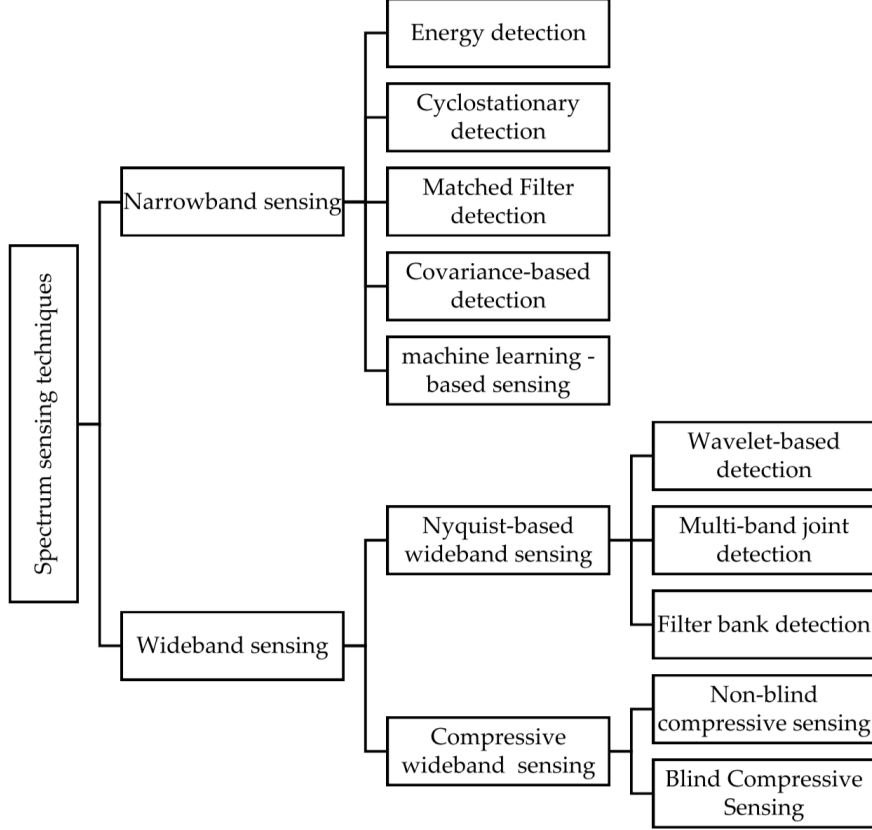 Spectrum sensing techniques
Narrowband sensing
Energy detection
Cyclostationary
detection
Matched Filter
detection
Covariance-based
detection
machine learning -
based sensing
Wideband sensing
Nyquist-based
wideband sensing
Wavelet-based
detection
Multi-band joint
detection
Filter bank detection
Compressive
wideband  sensing
Non-blind
compressive sensing
Blind Compressive
Sensing